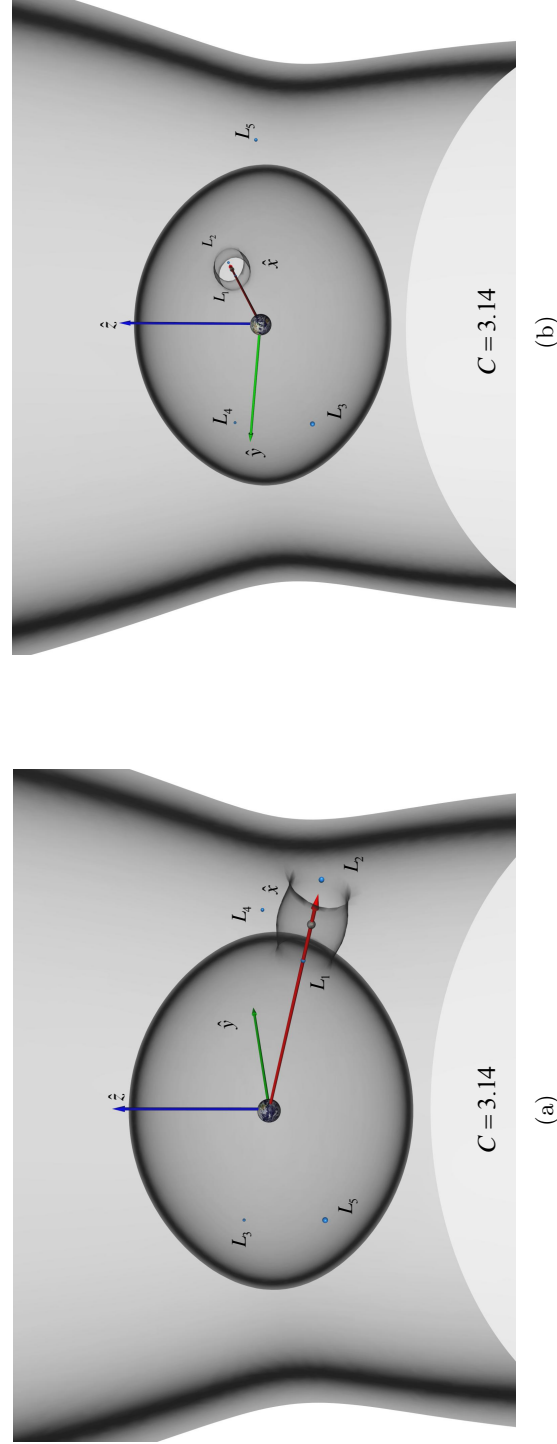 ẑ
ŷ
x̂
L₁
L₂
L₃
L₄
L₅
C = 3.14
(a)
ẑ
ŷ
x̂
L₁
L₂
L₃
L₄
L₅
C = 3.14
(b)